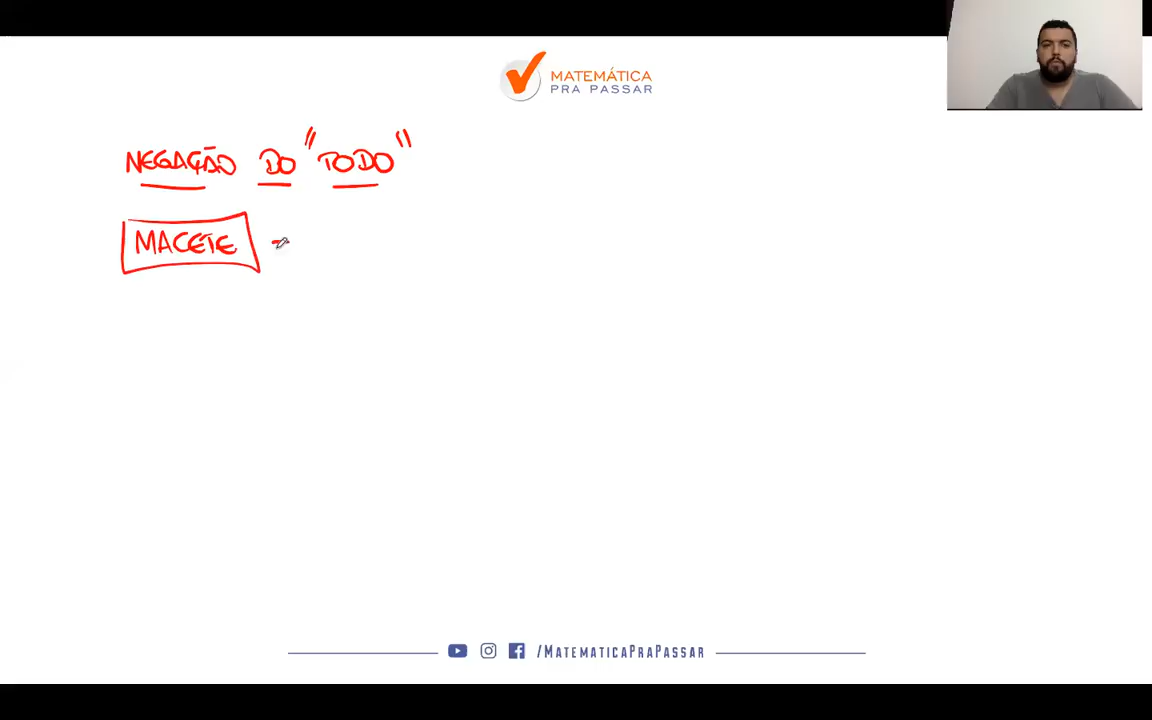 MATEMÁTICA
PRA PASSAR
NEGAÇÃO DO "TODO"
MACETE
/MATEMATICAPRAPASSAR